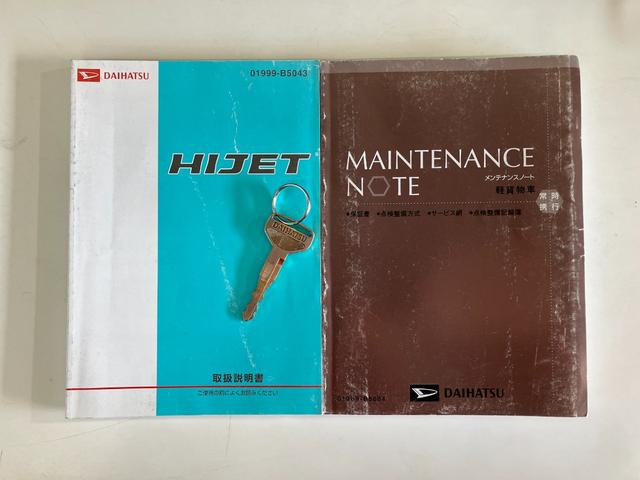 DAIHATSU
01999-B5043
HIJET
DAIHATSU
取扱説明書
ご使用の前によくお読みください
MAINTENANCE
NOTE
メンテナンスノート
軽貨物車
常時
携行
●保証書 ●点検整備方式 ●サービス網 ●点検整備記録簿
DAIHATSU